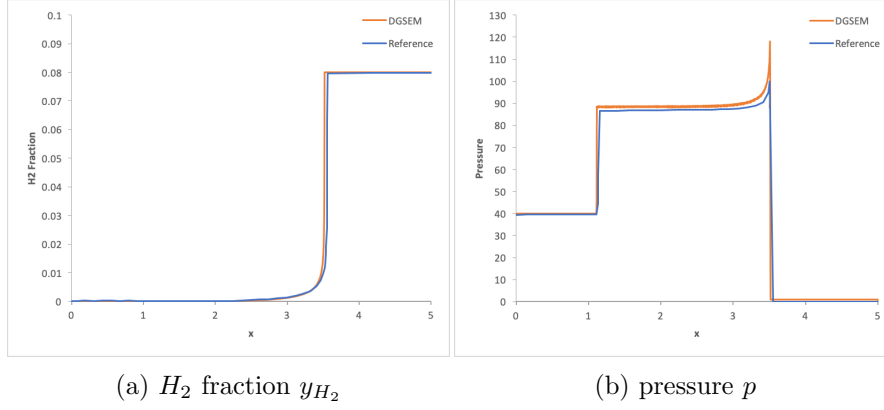 0.1
0.09
0.08
0.07
0.06
0.05
0.04
0.03
0.02
0.01
0
H2 Fraction
0 1 2 3 4 5
x
DGSEM
Reference
130
120
110
100
90
80
70
60
50
40
30
20
10
0
Pressure
0 1 2 3 4 5
x
DGSEM
Reference
(a) H₂ fraction y_{H₂}
(b) pressure p